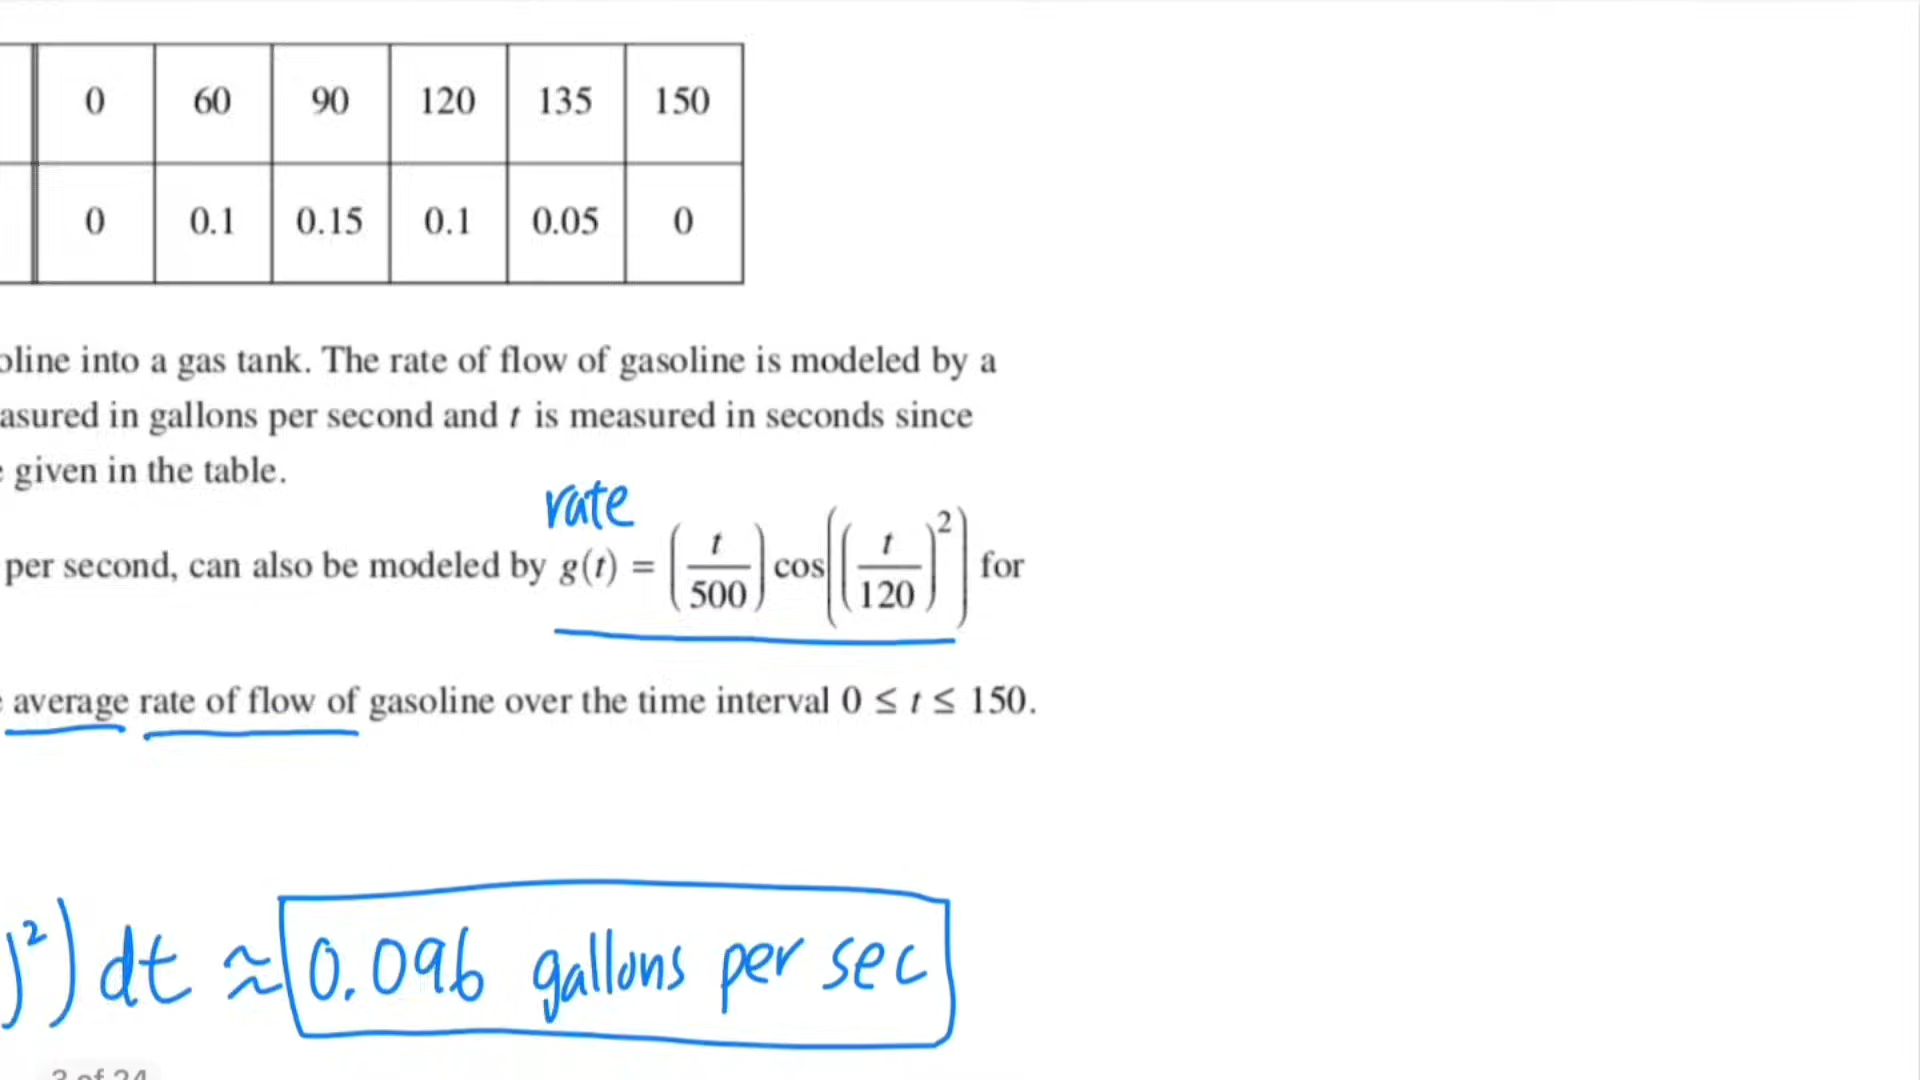 0 60 90 120 135 150
0 0.1 0.15 0.1 0.05 0
oline into a gas tank. The rate of flow of gasoline is modeled by a
asured in gallons per second and t is measured in seconds since
given in the table.
rate
per second, can also be modeled by g(t) = (t/500) cos((t/120)²) for
average rate of flow of gasoline over the time interval 0 ≤ t ≤ 150.
)²) dt ≈ 0.096 gallons per sec
3 of 24